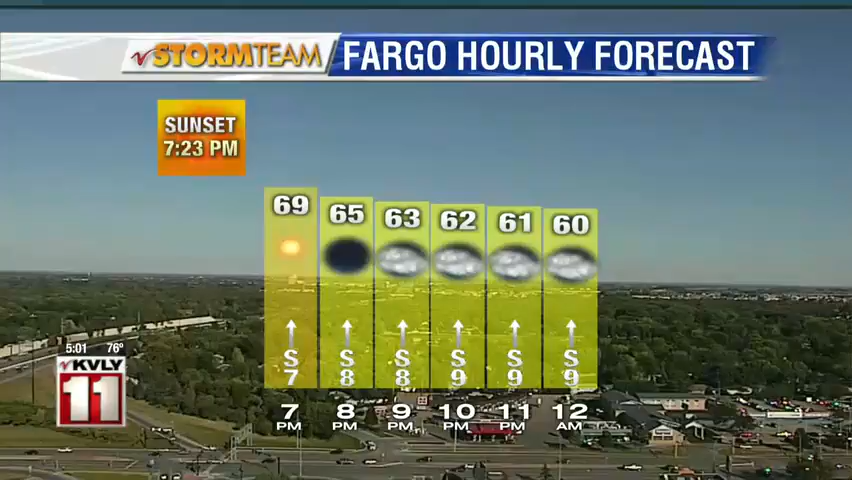 STORMTEAM
FARGO HOURLY FORECAST
SUNSET
7:23 PM
69 65 63 62 61 60
S S S S S S
7 8 8 9 9 9
7 8 9 10 11 12
PM PM PM PM PM AM
5:01 76°
KVLY
11